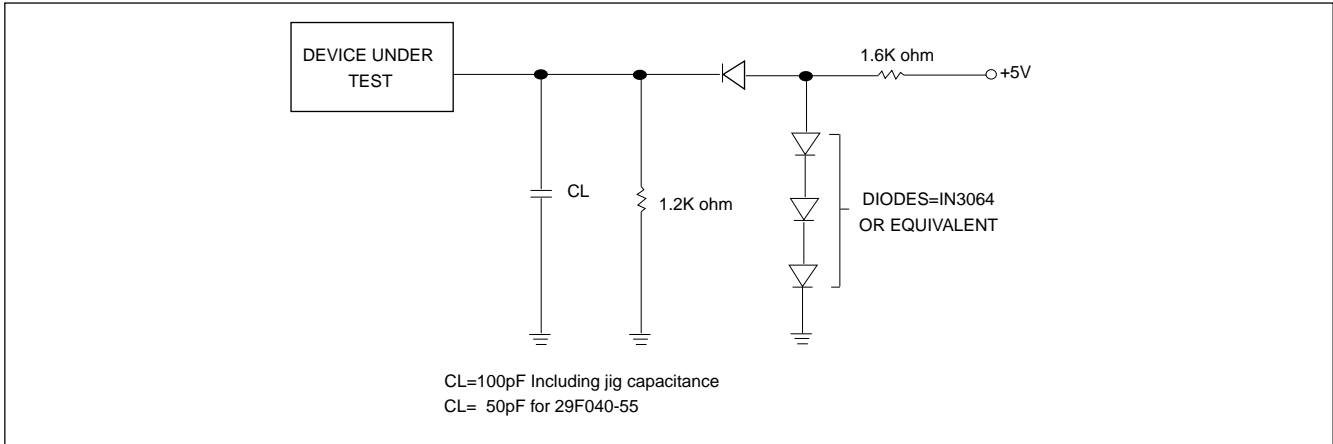 DEVICE UNDER
TEST
1.6K ohm
+5V
CL
1.2K ohm
DIODES=IN3064
OR EQUIVALENT
CL=100pF Including jig capacitance
CL= 50pF for 29F040-55